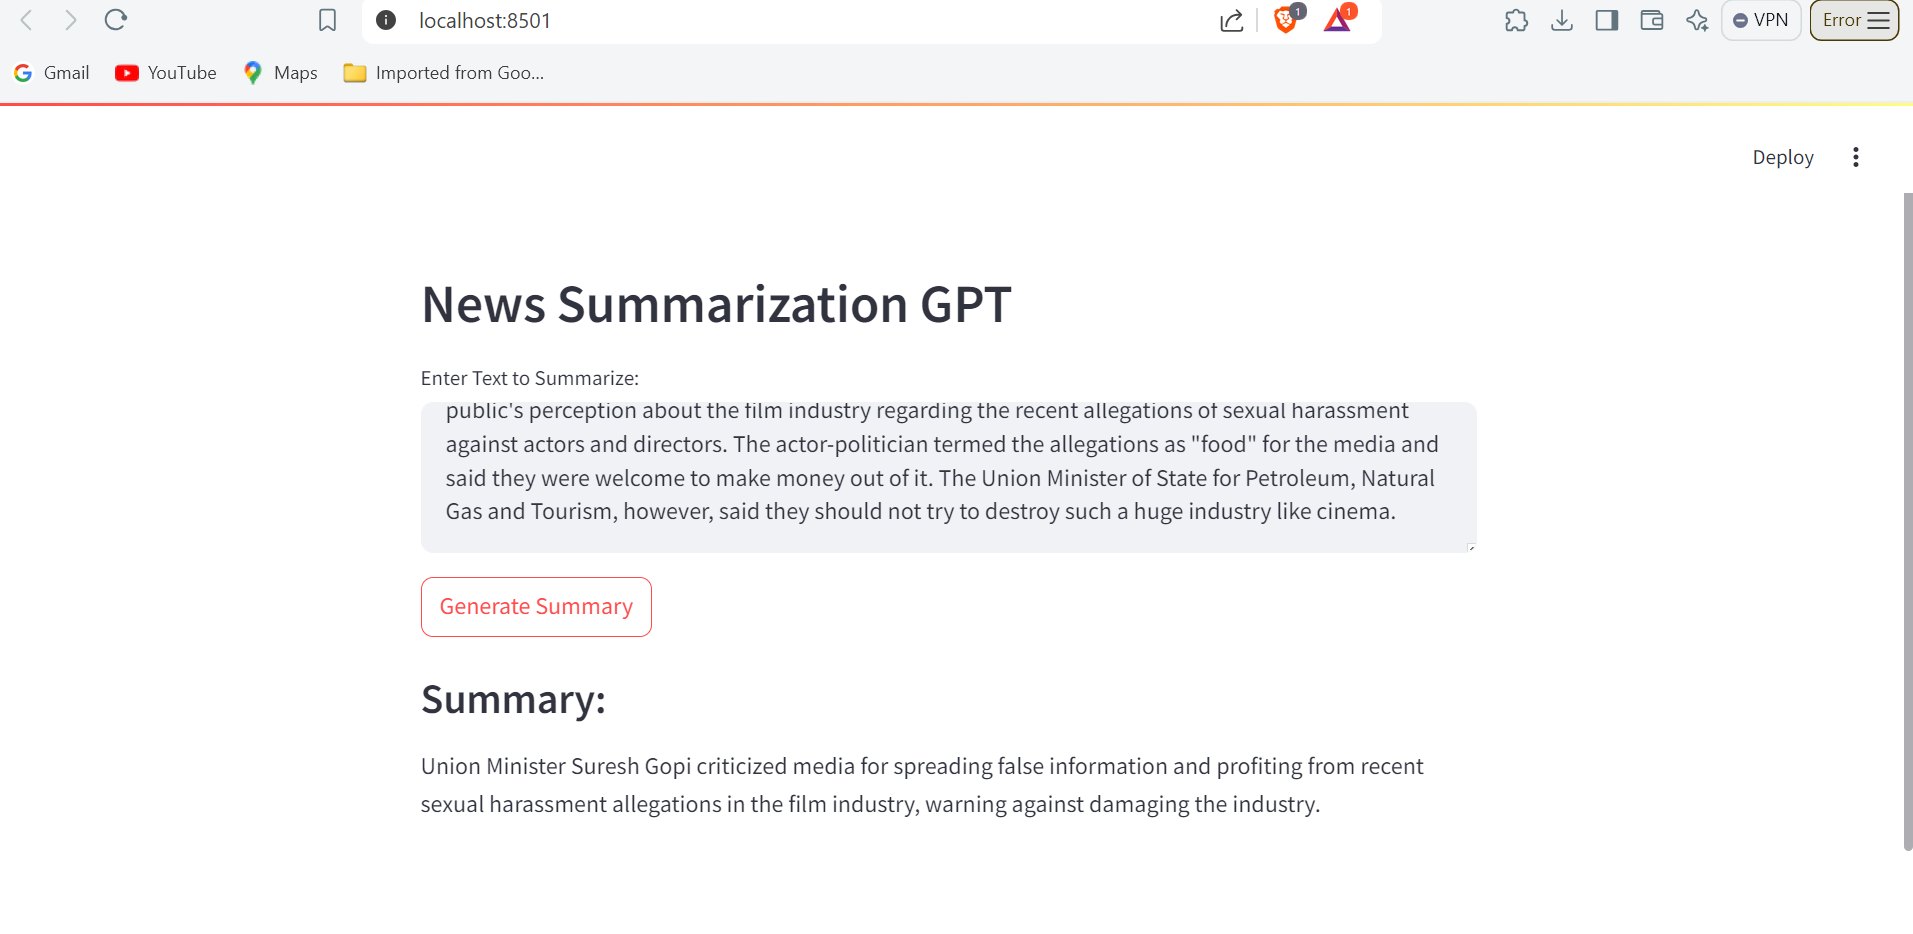 localhost:8501
1
1
VPN
Error
Gmail
YouTube
Maps
Imported from Goo...
Deploy
News Summarization GPT
Enter Text to Summarize:
public's perception about the film industry regarding the recent allegations of sexual harassment
against actors and directors. The actor-politician termed the allegations as "food" for the media and
said they were welcome to make money out of it. The Union Minister of State for Petroleum, Natural
Gas and Tourism, however, said they should not try to destroy such a huge industry like cinema.
Generate Summary
Summary:
Union Minister Suresh Gopi criticized media for spreading false information and profiting from recent
sexual harassment allegations in the film industry, warning against damaging the industry.